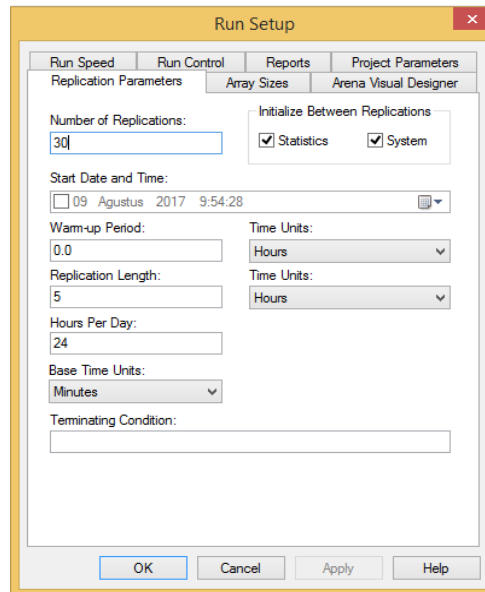 Run Setup
Run Speed Run Control Reports Project Parameters
Replication Parameters Array Sizes Arena Visual Designer
Number of Replications:
30
Initialize Between Replications
Statistics System
Start Date and Time:
09 Agustus 2017 9:54:28
Warm-up Period: Time Units:
0.0 Hours
Replication Length: Time Units:
5 Hours
Hours Per Day:
24
Base Time Units:
Minutes
Terminating Condition:
OK Cancel Apply Help